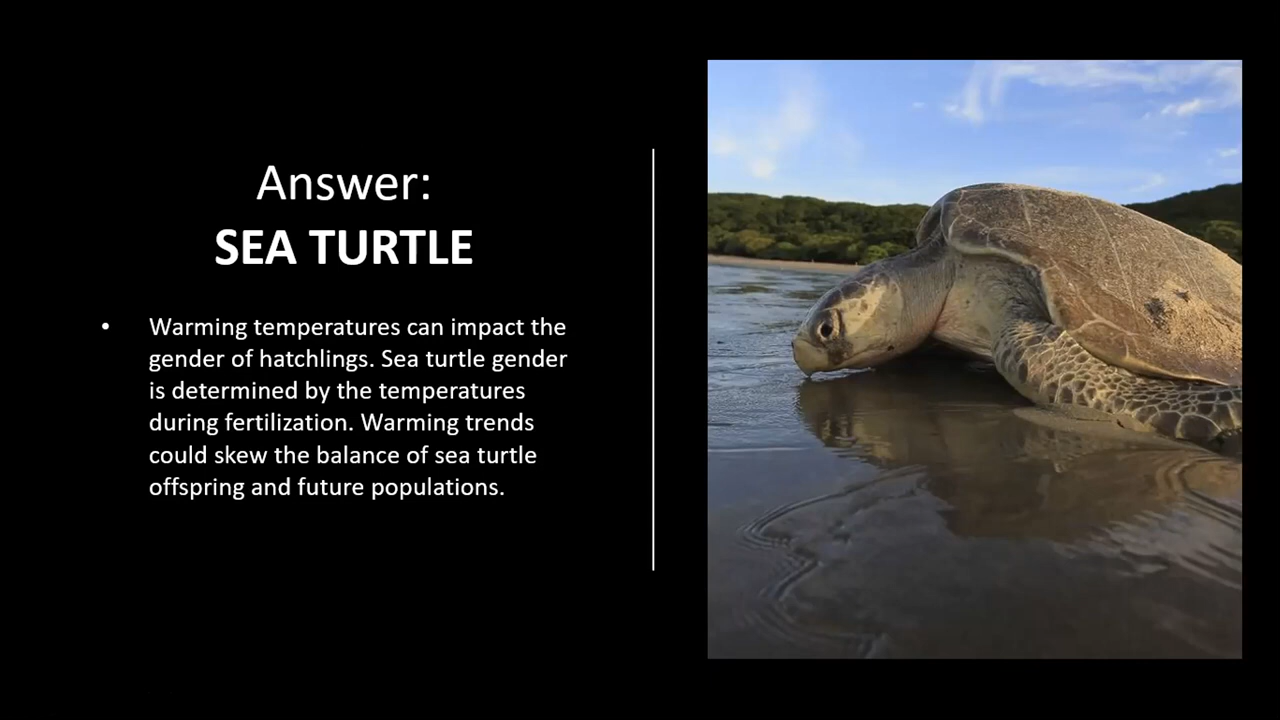 Answer:
SEA TURTLE
• Warming temperatures can impact the
gender of hatchlings. Sea turtle gender
is determined by the temperatures
during fertilization. Warming trends
could skew the balance of sea turtle
offspring and future populations.